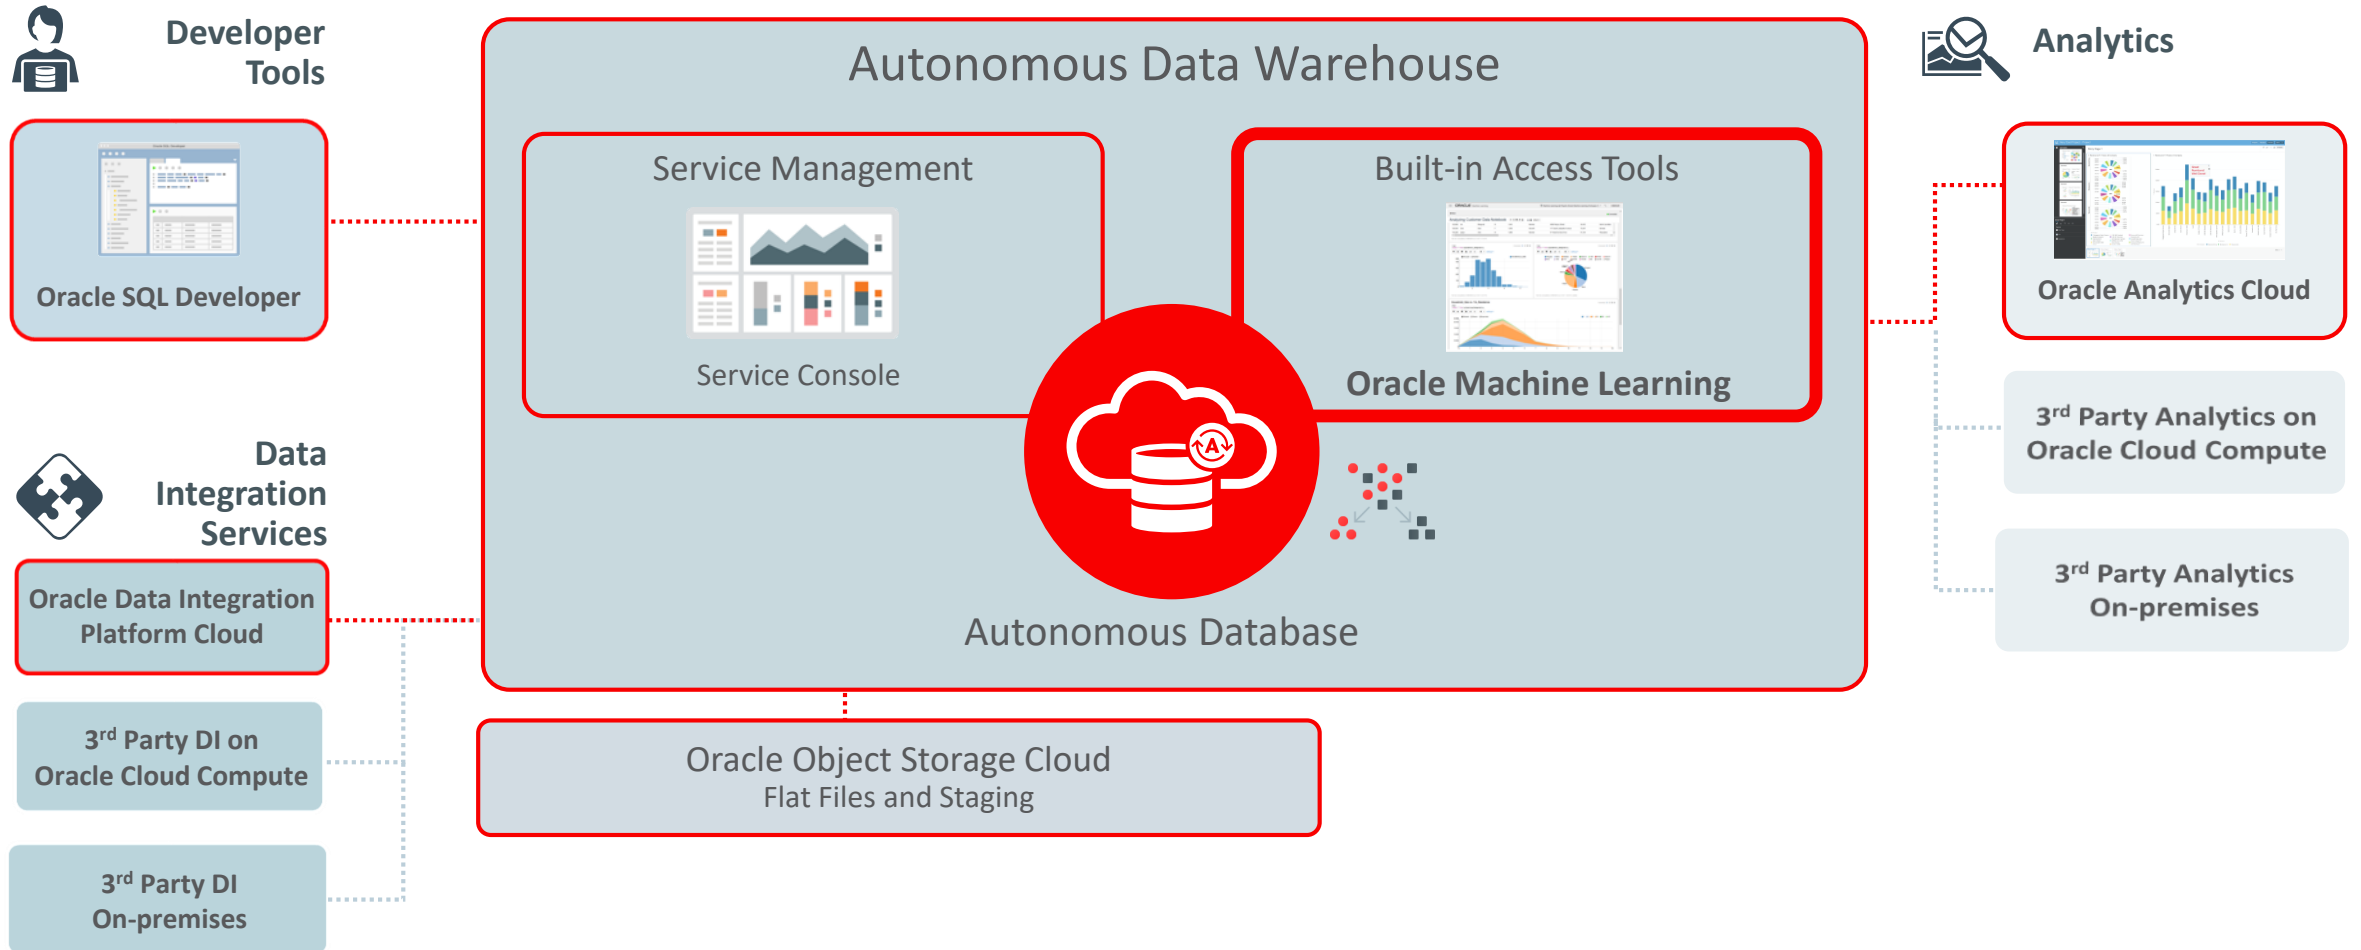 Developer
Tools
Oracle SQL Developer
Data
Integration
Services
Oracle Data Integration
Platform Cloud
3rd Party DI on
Oracle Cloud Compute
3rd Party DI
On-premises
Autonomous Data Warehouse
Service Management
Service Console
Built-in Access Tools
Oracle Machine Learning
A
Autonomous Database
Oracle Object Storage Cloud
Flat Files and Staging
Analytics
Oracle Analytics Cloud
3rd Party Analytics on
Oracle Cloud Compute
3rd Party Analytics
On-premises